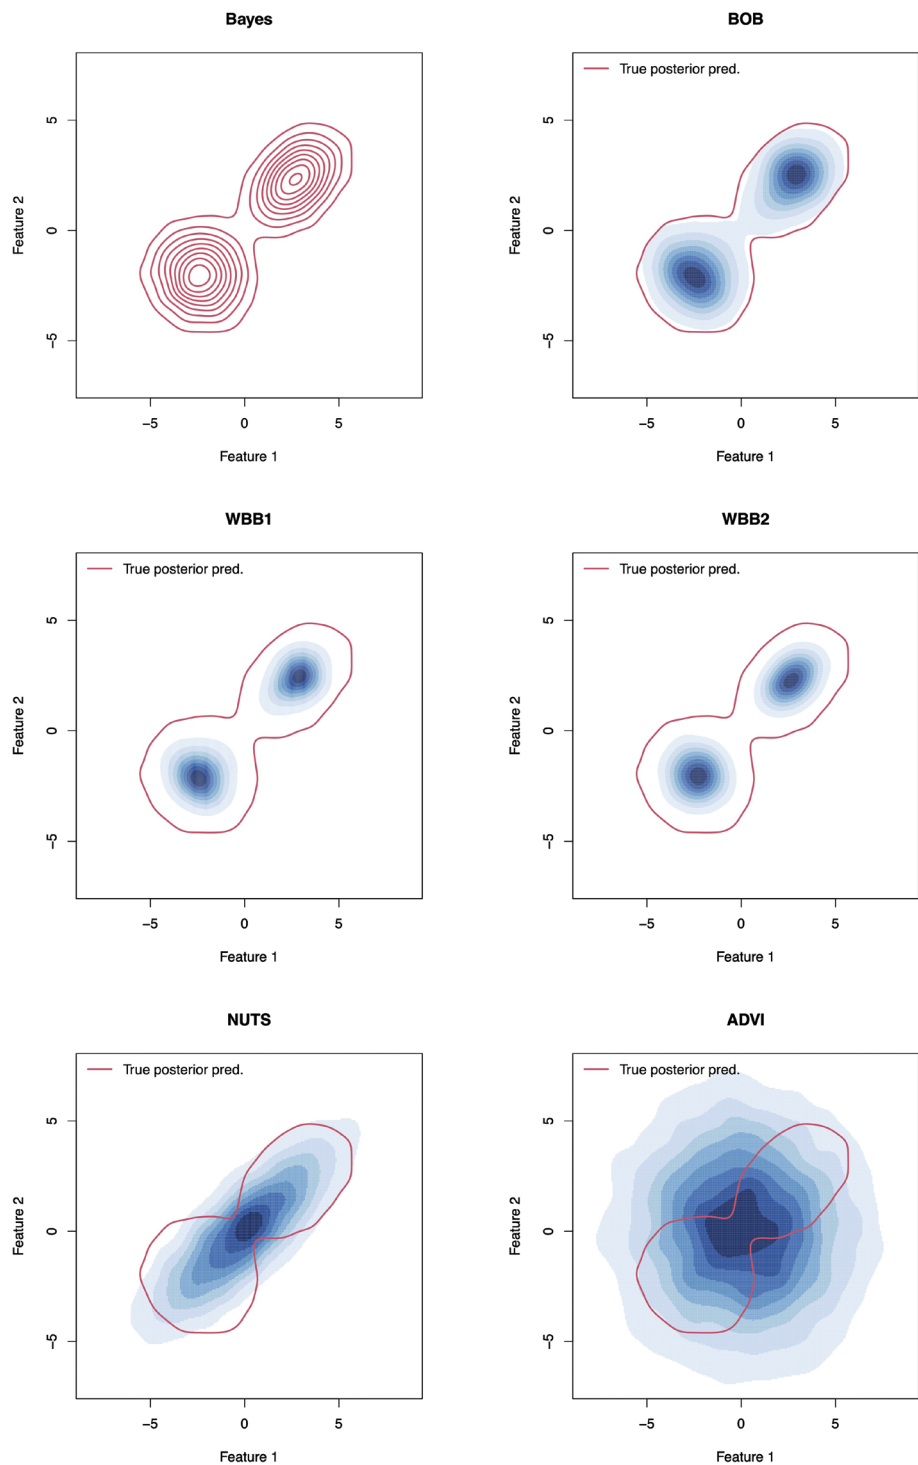 Bayes
5
0
−5
Feature 2
−5 0 5
Feature 1
BOB
True posterior pred.
5
0
−5
Feature 2
−5 0 5
Feature 1
WBB1
True posterior pred.
5
0
−5
Feature 2
−5 0 5
Feature 1
WBB2
True posterior pred.
5
0
−5
Feature 2
−5 0 5
Feature 1
NUTS
True posterior pred.
5
0
−5
Feature 2
−5 0 5
Feature 1
ADVI
True posterior pred.
5
0
−5
Feature 2
−5 0 5
Feature 1